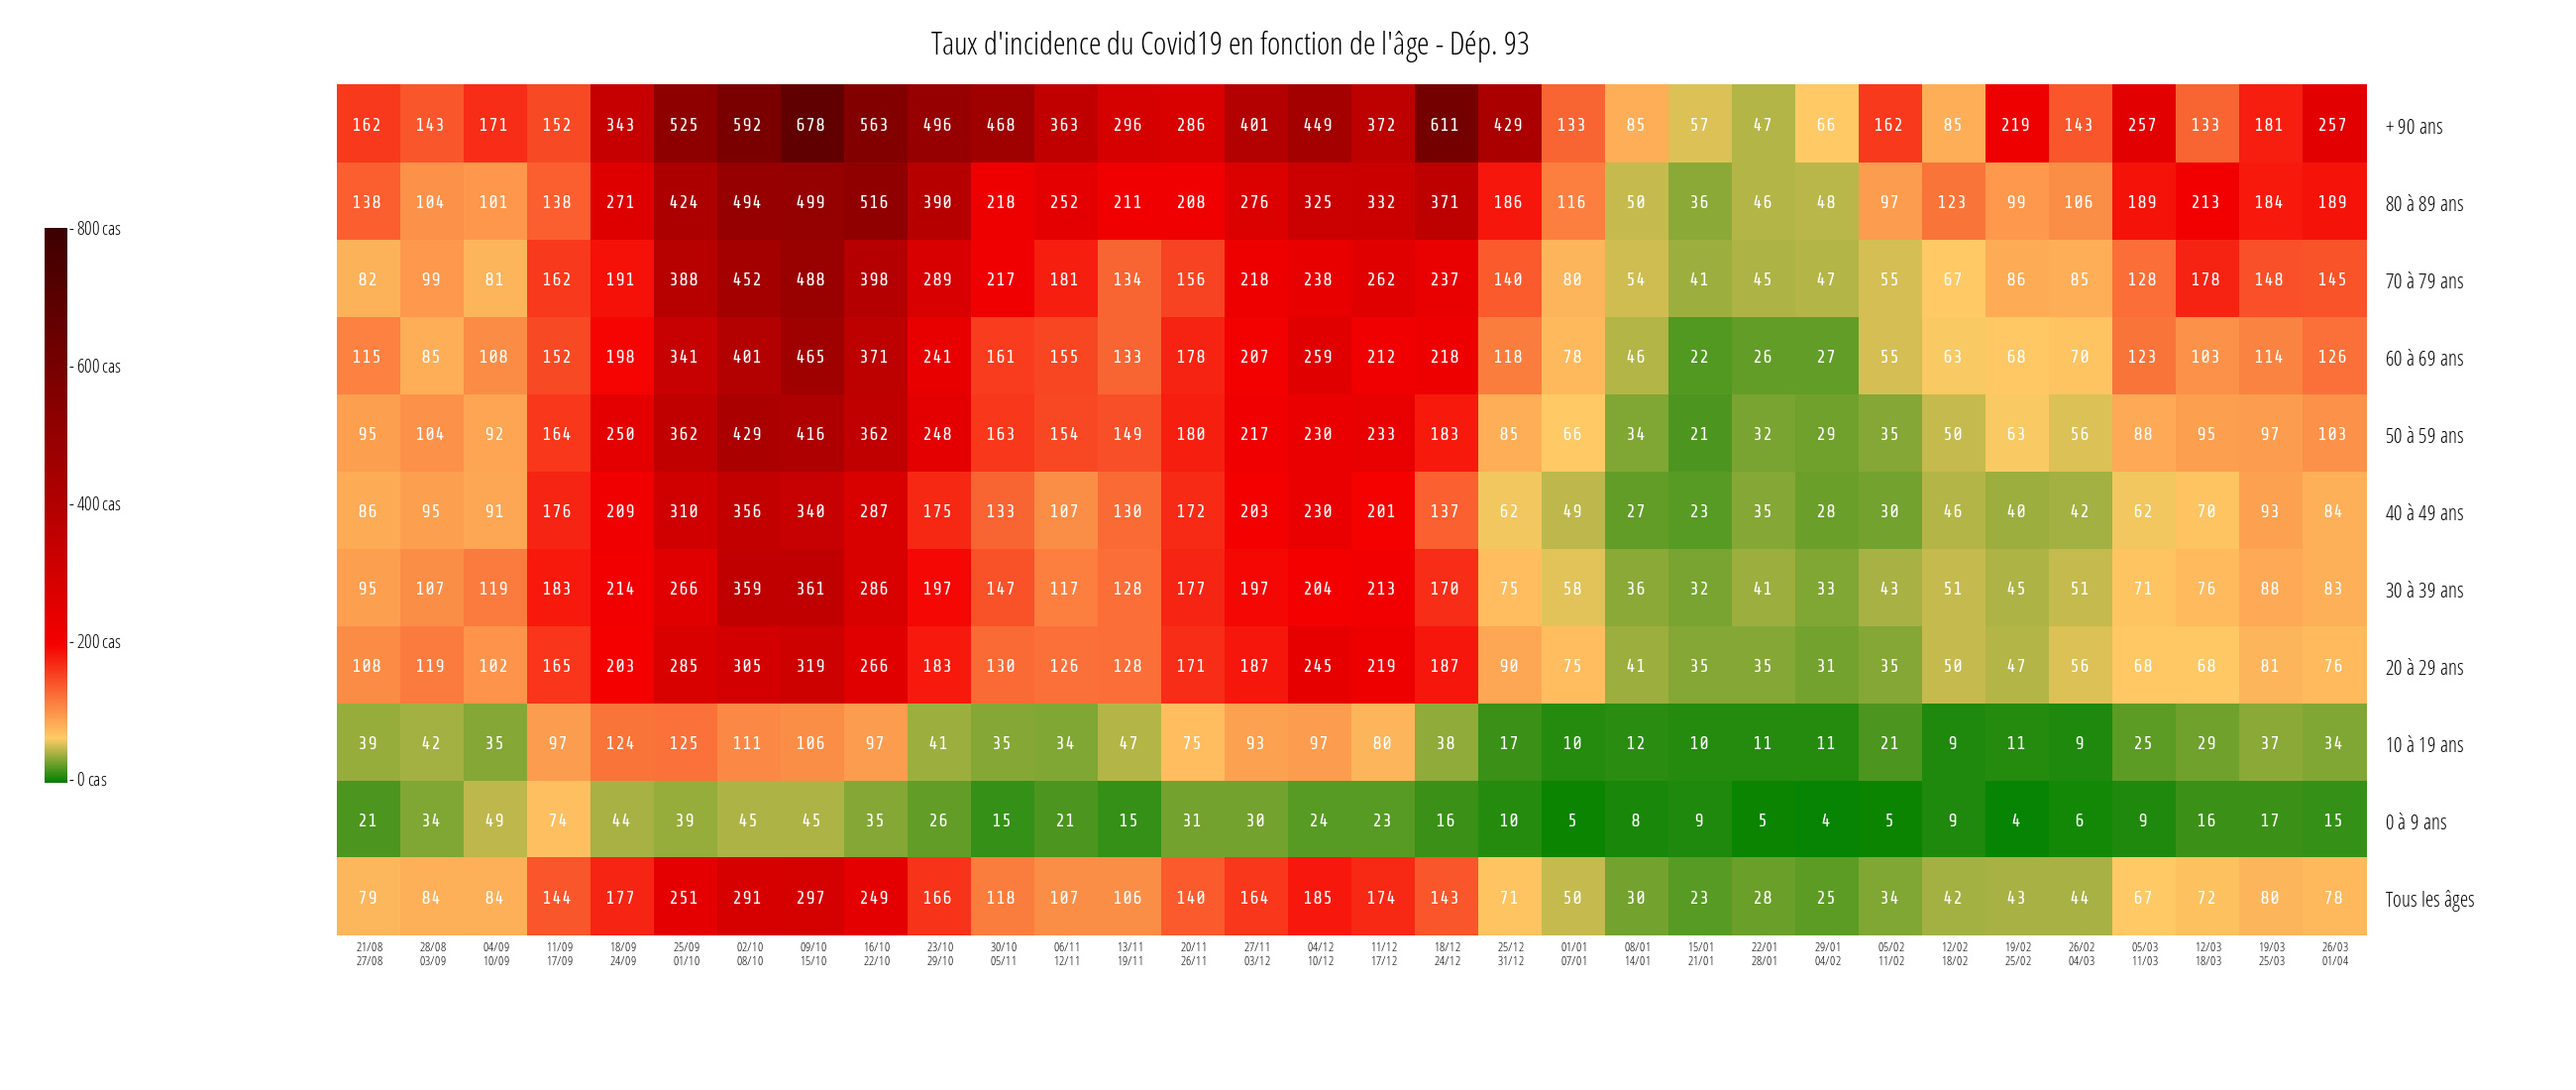 Taux d'incidence du Covid19 en fonction de l'âge - Dép. 93
162 143 171 152 343 525 592 678 563 496 468 363 296 286 401 449 372 611 429 133 85 57 47 66 162 85 219 143 257 133 181 257 + 90 ans
138 104 101 138 271 424 494 499 516 390 218 252 211 208 276 325 332 371 186 116 50 36 46 48 97 123 99 106 189 213 184 189 80 à 89 ans
- 800 cas
82 99 81 162 191 388 452 488 398 289 217 181 134 156 218 238 262 237 140 80 54 41 45 47 55 67 86 85 128 178 148 145 70 à 79 ans
115 85 108 152 198 341 401 465 371 241 161 155 133 178 207 259 212 218 118 78 46 22 26 27 55 63 68 70 123 103 114 126 60 à 69 ans
- 600 cas
95 104 92 164 250 362 429 416 362 248 163 154 149 180 217 230 233 183 85 66 34 21 32 29 35 50 63 56 88 95 97 103 50 à 59 ans
- 400 cas
86 95 91 176 209 310 356 340 287 175 133 107 130 172 203 230 201 137 62 49 27 23 35 28 30 46 40 42 62 70 93 84 40 à 49 ans
95 107 119 183 214 266 359 361 286 197 147 117 128 177 197 204 213 170 75 58 36 32 41 33 43 51 45 51 71 76 88 83 30 à 39 ans
- 200 cas
108 119 102 165 203 285 305 319 266 183 130 126 128 171 187 245 219 187 90 75 41 35 35 31 35 50 47 56 68 68 81 76 20 à 29 ans
39 42 35 97 124 125 111 106 97 41 35 34 47 75 93 97 80 38 17 10 12 10 11 11 21 9 11 9 25 29 37 34 10 à 19 ans
- 0 cas
21 34 49 74 44 39 45 45 35 26 15 21 15 31 30 24 23 16 10 5 8 9 5 4 5 9 4 6 9 16 17 15 0 à 9 ans
79 84 84 144 177 251 291 297 249 166 118 107 106 140 164 185 174 143 71 50 30 23 28 25 34 42 43 44 67 72 80 78 Tous les âges
21/08 28/08 04/09 11/09 18/09 25/09 02/10 09/10 16/10 23/10 30/10 06/11 13/11 20/11 27/11 04/12 11/12 18/12 25/12 01/01 08/01 15/01 22/01 29/01 05/02 12/02 19/02 26/02 05/03 12/03 19/03 26/03
27/08 03/09 10/09 17/09 24/09 01/10 08/10 15/10 22/10 29/10 05/11 12/11 19/11 26/11 03/12 10/12 17/12 24/12 31/12 07/01 14/01 21/01 28/01 04/02 11/02 18/02 25/02 04/03 11/03 18/03 25/03 01/04